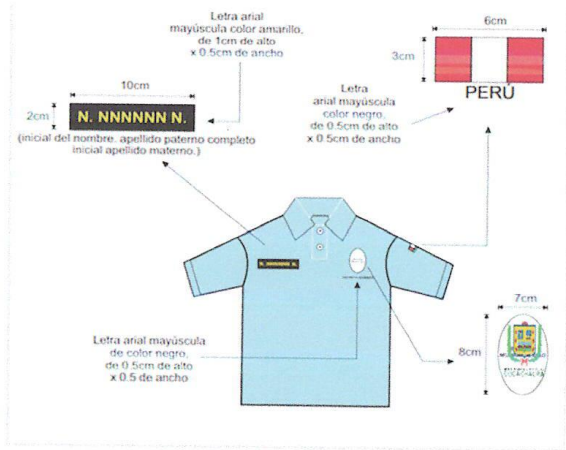 Letra arial
mayúscula color amarillo,
de 1cm de alto
x 0.5cm de ancho
10cm
2cm
N. NNNNNN N.
(inicial del nombre. apellido paterno completo
inicial apellido materno.)
6cm
3cm
PERÚ
Letra
arial mayúscula
color negro,
de 0.5cm de alto
x 0.5cm de ancho
N. NNNNNN N.
Letra arial mayúscula
de color negro,
de 0.5cm de alto
x 0.5 de ancho
7cm
8cm
COCACHACRA